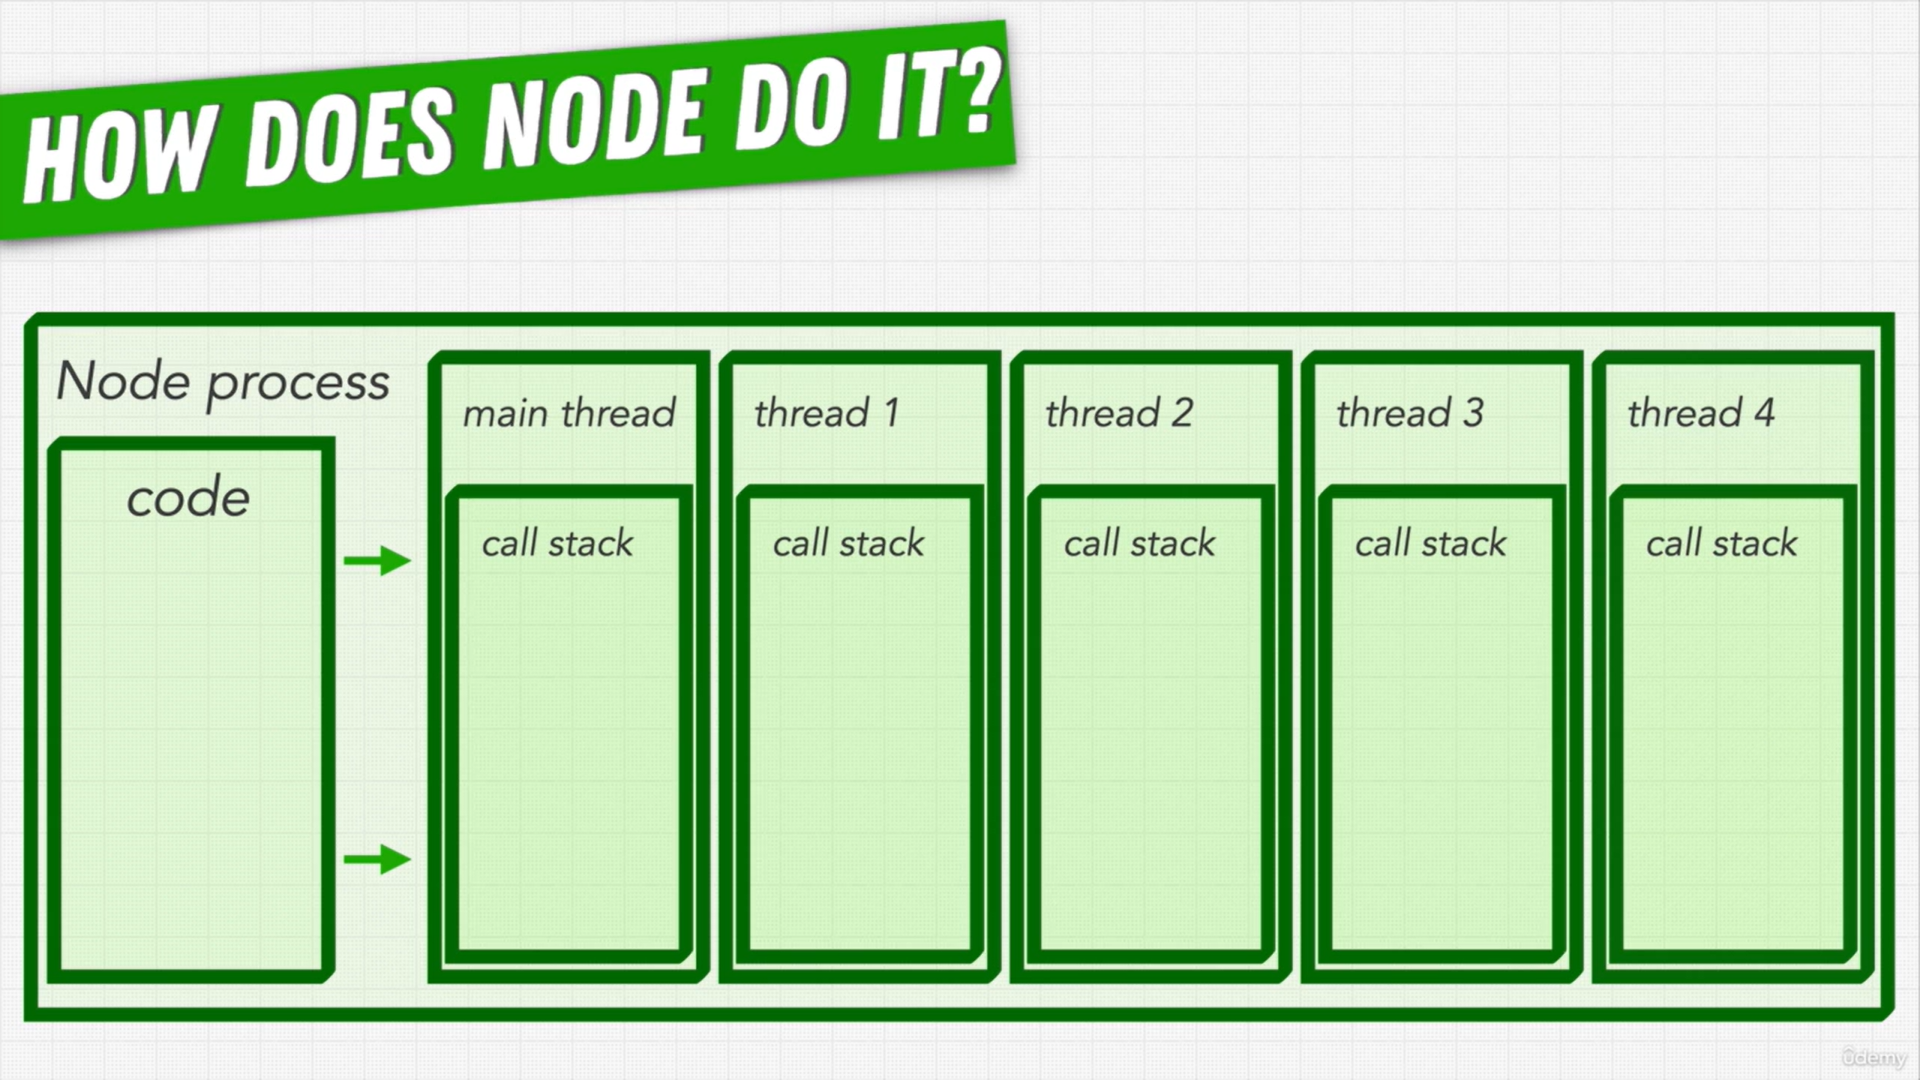 HOW DOES NODE DO IT?
Node process
code
main thread
call stack
thread 1
call stack
thread 2
call stack
thread 3
call stack
thread 4
call stack
ûdemy